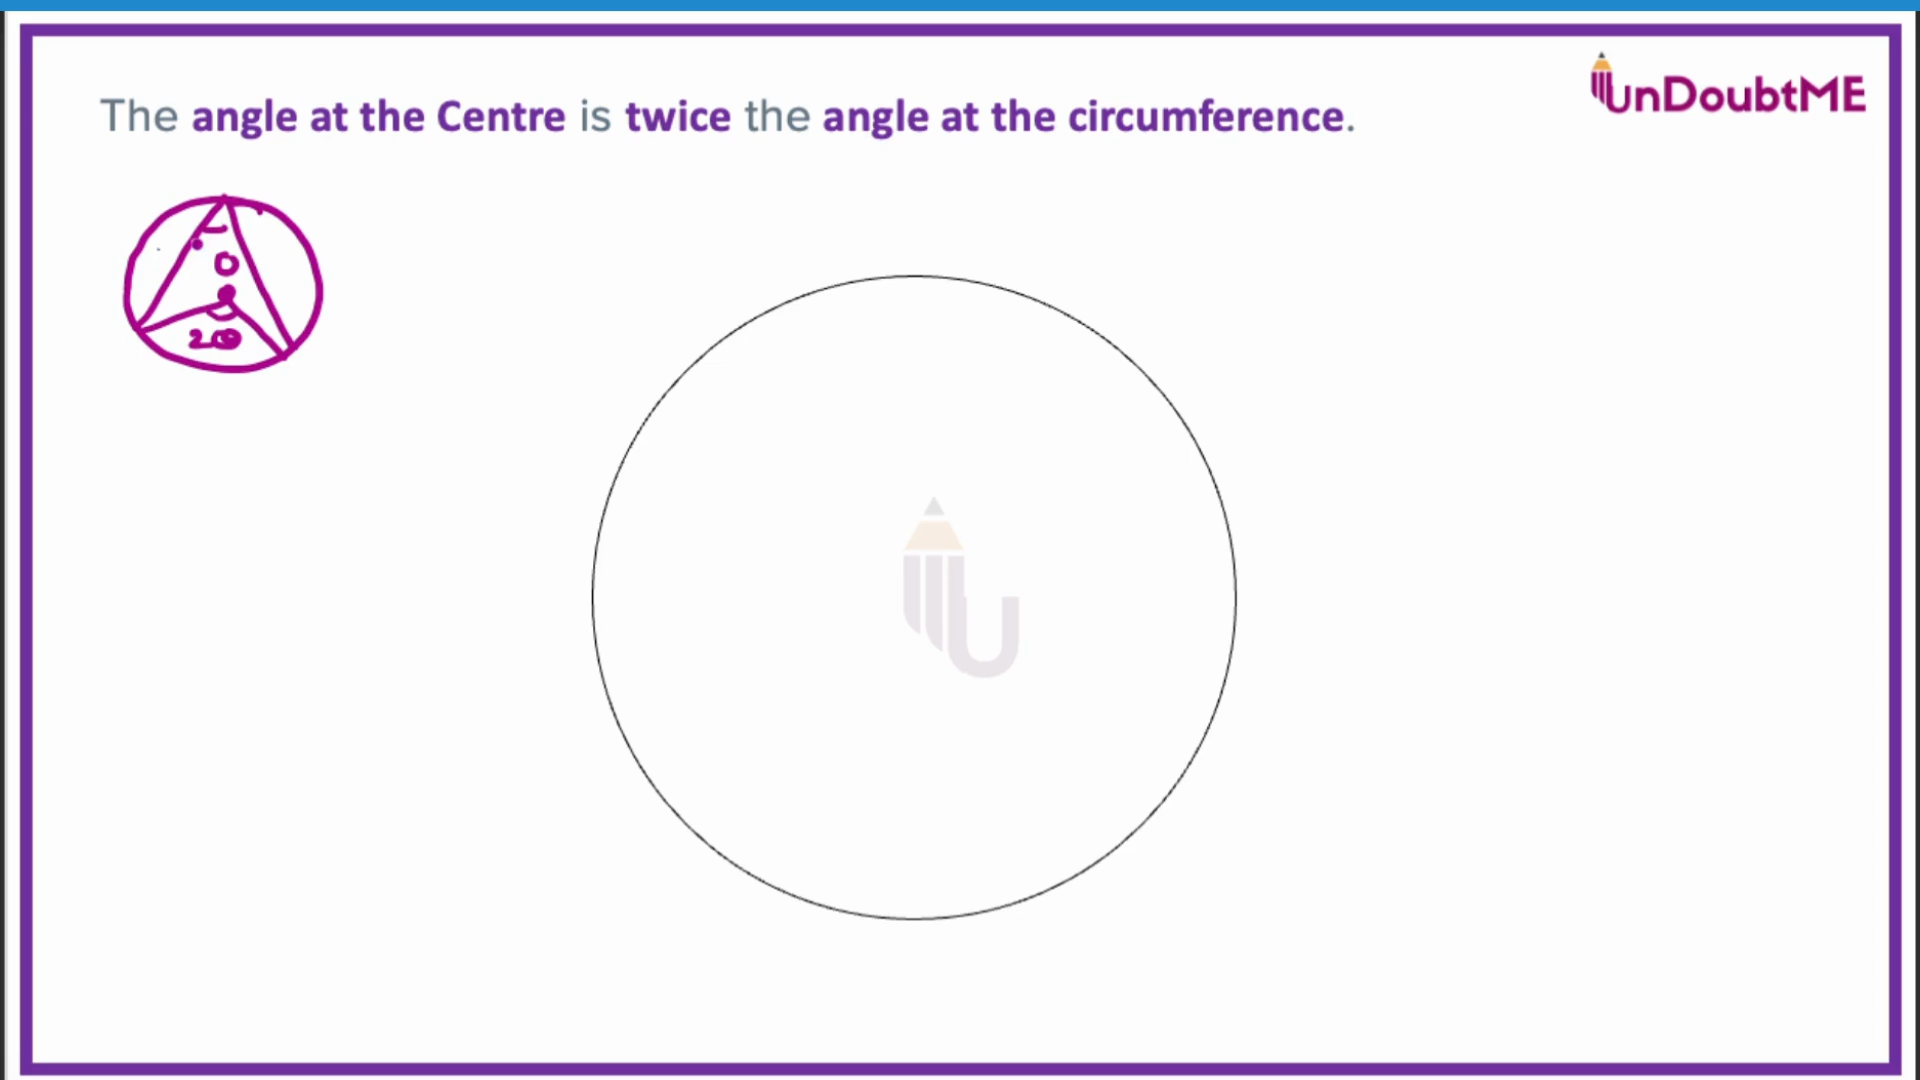 The angle at the Centre is twice the angle at the circumference.
UnDoubtME